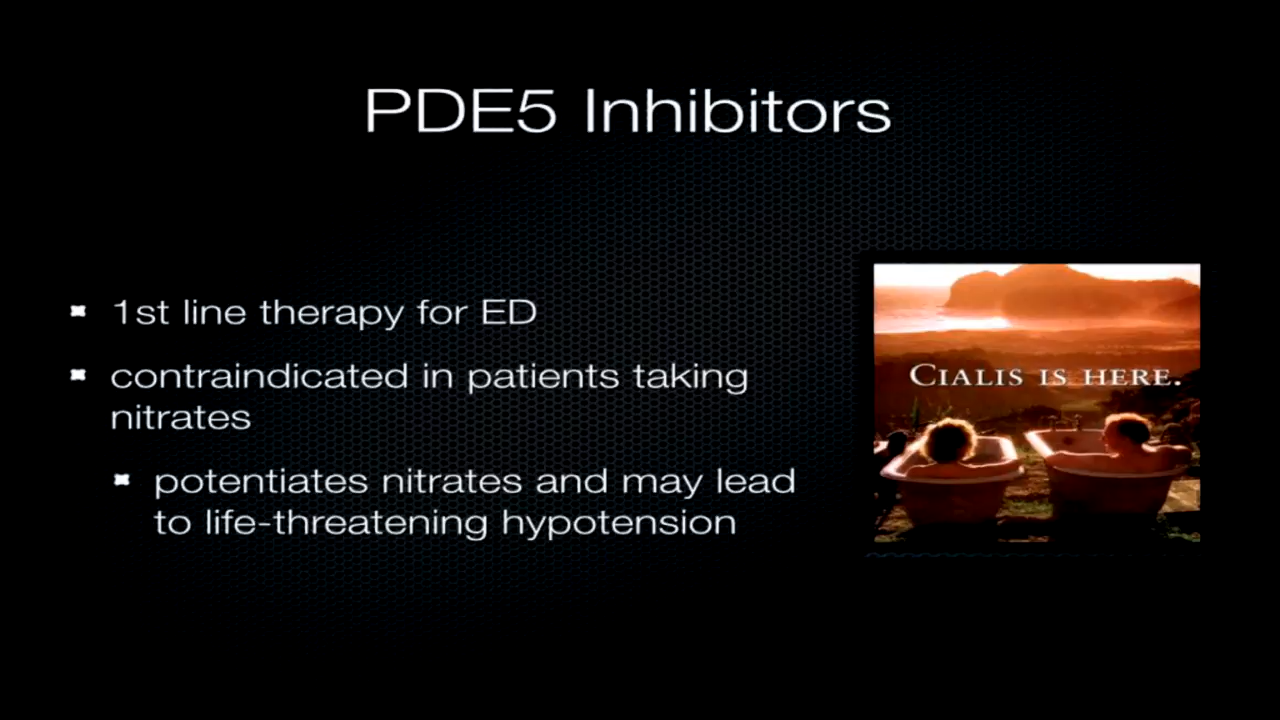 PDE5 Inhibitors
1st line therapy for ED
contraindicated in patients taking
nitrates
potentiates nitrates and may lead
to life-threatening hypotension
CIALIS IS HERE.